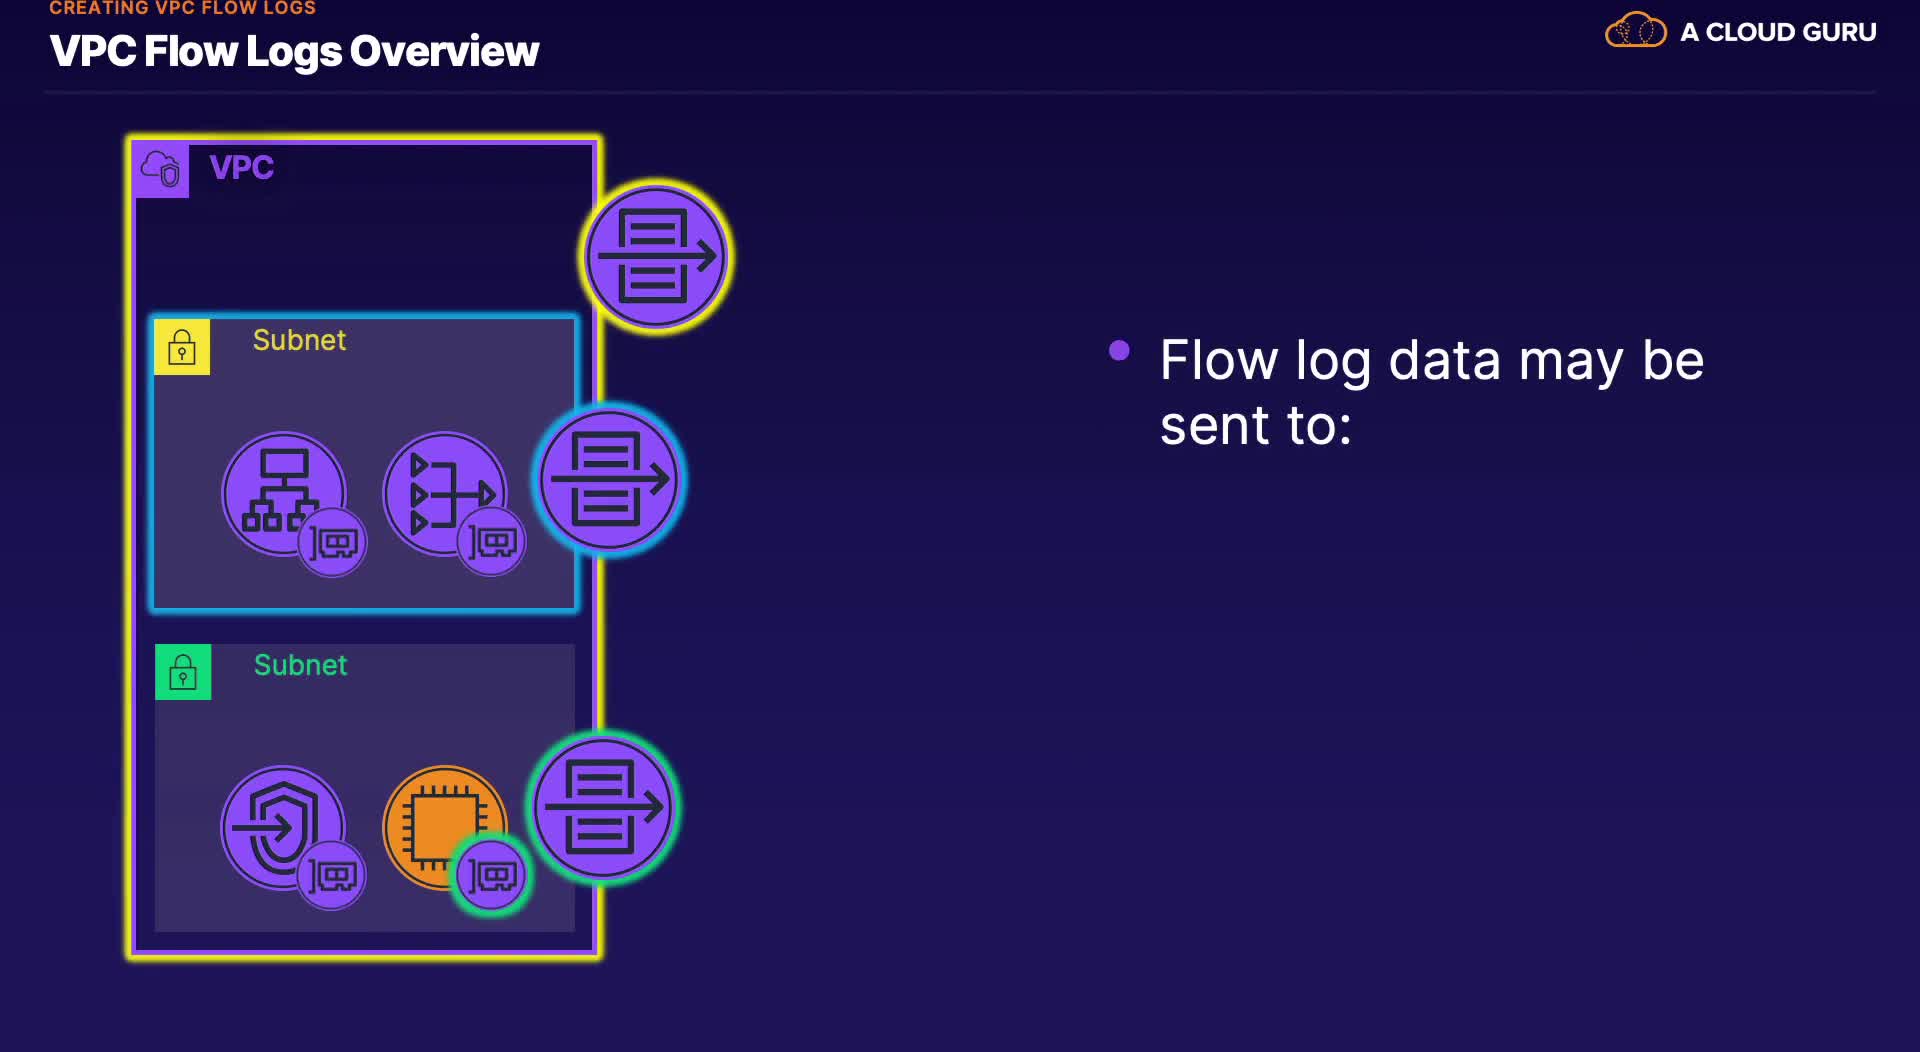 CREATING VPC FLOW LOGS
VPC Flow Logs Overview
A CLOUD GURU
VPC
Subnet
Subnet
Flow log data may be
sent to: